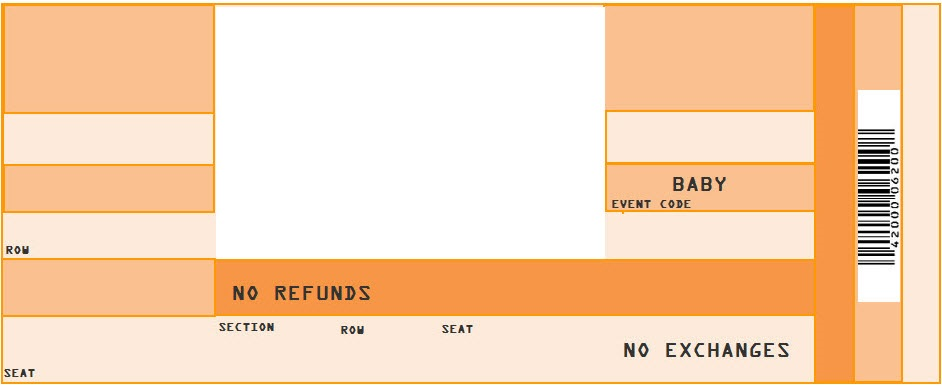 BABY
EVENT CODE
ROW
NO REFUNDS
SECTION ROW SEAT
NO EXCHANGES
SEAT
42000 06200